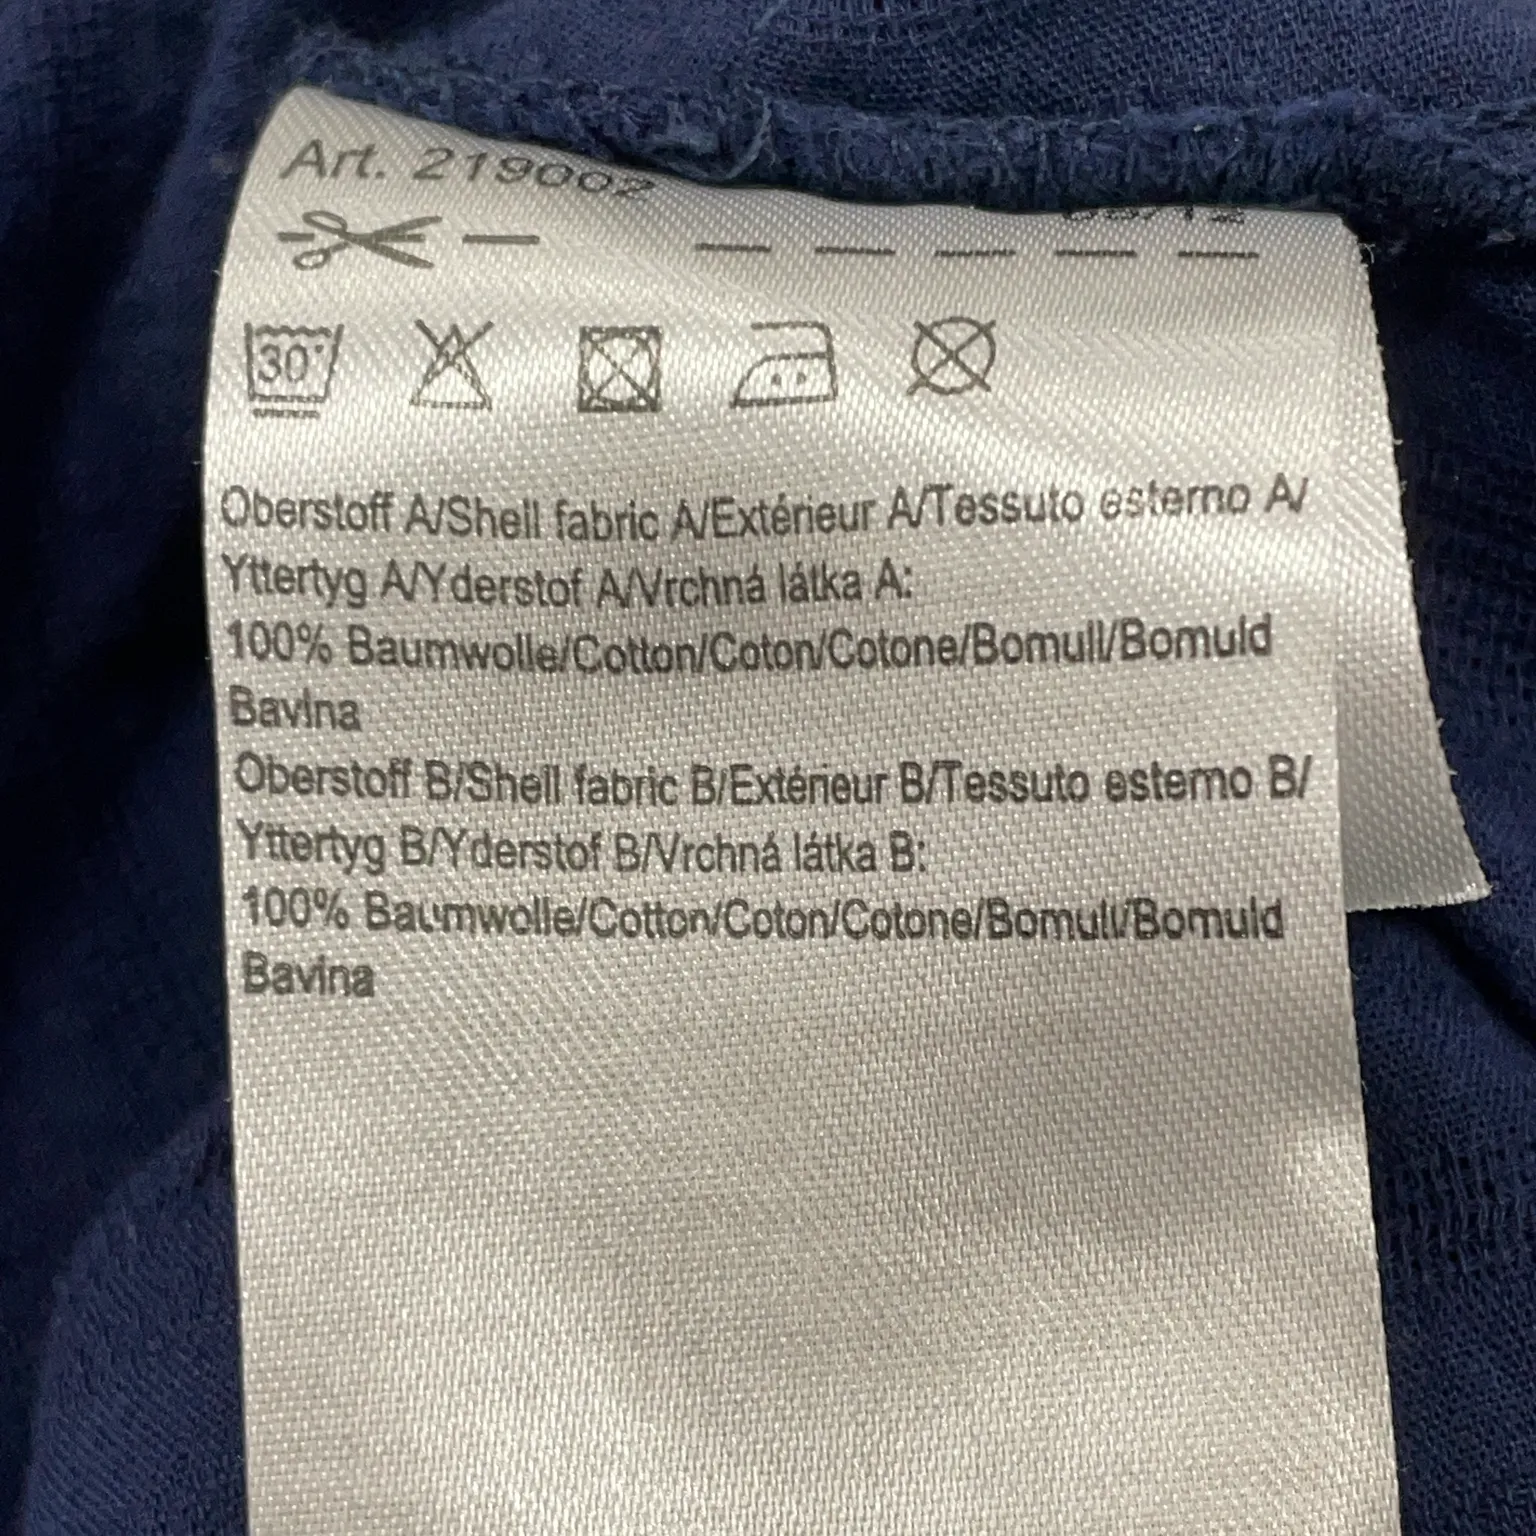 Art. 219002
30°
Oberstoff A/Shell fabric A/Extérieur A/Tessuto esterno A/
Yttertyg A/Yderstof A/Vrchná látka A:
100% Baumwolle/Cotton/Coton/Cotone/Bomull/Bomuld
Bavlna
Oberstoff B/Shell fabric B/Extérieur B/Tessuto esterno B/
Yttertyg B/Yderstof B/Vrchná látka B:
100% Baumwolle/Cotton/Coton/Cotone/Bomull/Bomuld
Bavlna